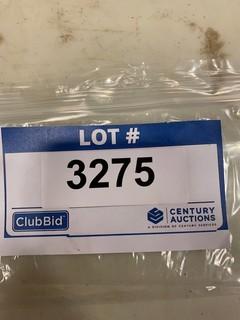 LOT #
3275
ClubBid
CENTURY
AUCTIONS
A DIVISION OF CENTURY SERVICES